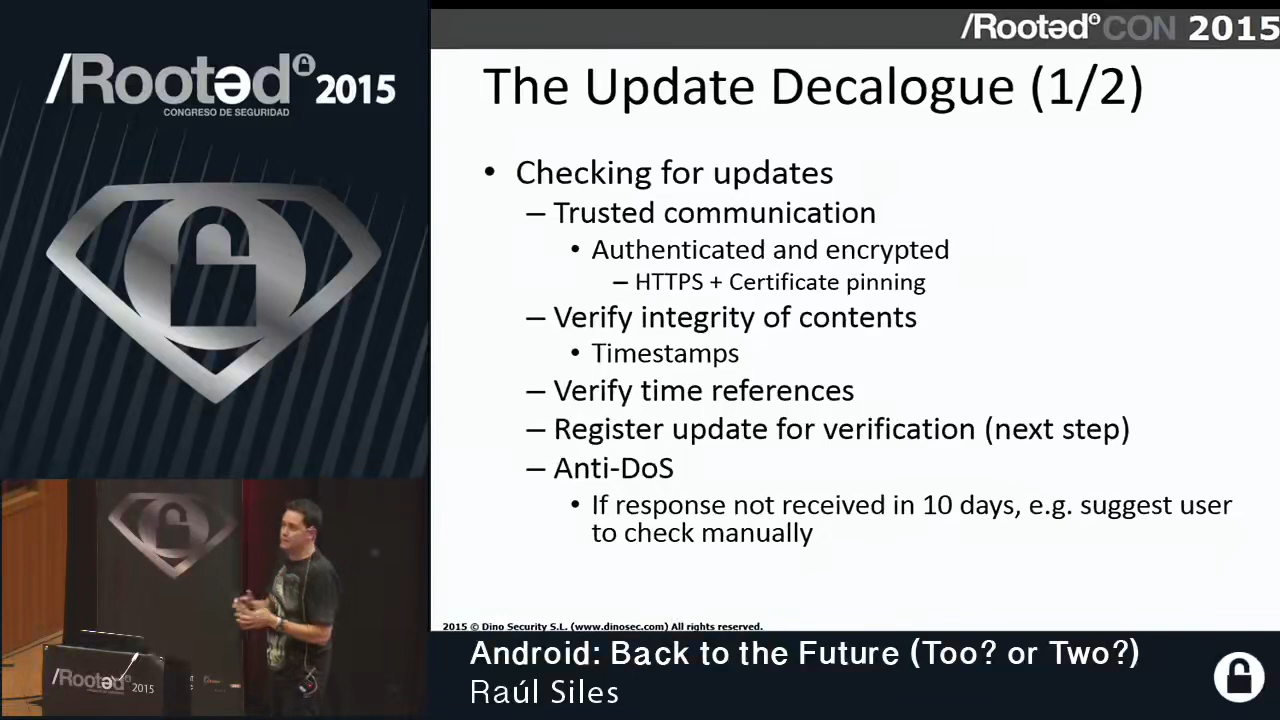 /Rootəd CON 2015
/Rootəd 2015
CONGRESO DE SEGURIDAD
The Update Decalogue (1/2)
• Checking for updates
– Trusted communication
• Authenticated and encrypted
– HTTPS + Certificate pinning
– Verify integrity of contents
• Timestamps
– Verify time references
– Register update for verification (next step)
– Anti-DoS
• If response not received in 10 days, e.g. suggest user
to check manually
2015 © Dino Security S.L. (www.dinosec.com) All rights reserved.
/Rootəd
2015
Android: Back to the Future (Too? or Two?)
Raúl Siles